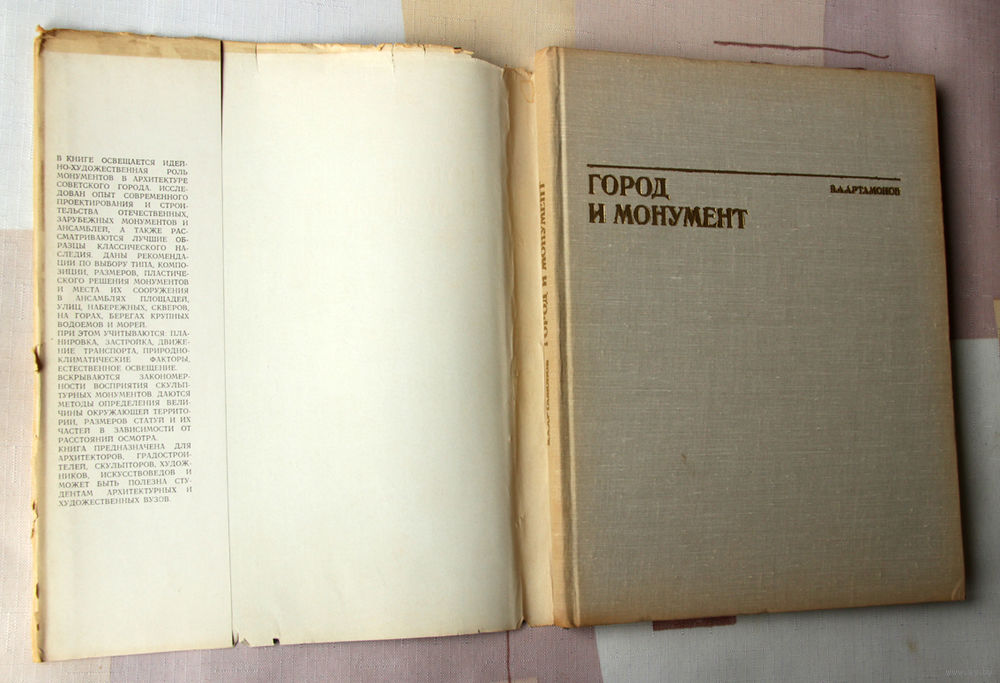 В КНИГЕ ОСВЕЩАЕТСЯ ИДЕЙ-
НО-ХУДОЖЕСТВЕННАЯ РОЛЬ
МОНУМЕНТОВ В АРХИТЕКТУРЕ
СОВЕТСКОГО ГОРОДА. ИССЛЕ-
ДОВАН ОПЫТ СОВРЕМЕННОГО
ПРОЕКТИРОВАНИЯ И СТРОИ-
ТЕЛЬСТВА ОТЕЧЕСТВЕННЫХ,
ЗАРУБЕЖНЫХ МОНУМЕНТОВ И
АНСАМБЛЕЙ, А ТАКЖЕ РАС-
СМАТРИВАЮТСЯ ЛУЧШИЕ ОБ-
РАЗЦЫ КЛАССИЧЕСКОГО НА-
СЛЕДИЯ. ДАНЫ РЕКОМЕНДА-
ЦИИ ПО ВЫБОРУ ТИПА, КОМПО-
ЗИЦИИ, РАЗМЕРОВ, ПЛАСТИЧЕ-
СКОГО РЕШЕНИЯ МОНУМЕНТОВ
И МЕСТА ИХ СООРУЖЕНИЯ
В АНСАМБЛЯХ ПЛОЩАДЕЙ,
УЛИЦ, НАБЕРЕЖНЫХ, СКВЕРОВ,
НА ГОРАХ, БЕРЕГАХ КРУПНЫХ
ВОДОЕМОВ И МОРЕЙ.
ПРИ ЭТОМ УЧИТЫВАЮТСЯ: ПЛА-
НИРОВКА, ЗАСТРОЙКА, ДВИЖЕ-
НИЕ ТРАНСПОРТА, ПРИРОДНО-
КЛИМАТИЧЕСКИЕ ФАКТОРЫ,
ЕСТЕСТВЕННОЕ ОСВЕЩЕНИЕ.
ВСКРЫВАЮТСЯ ЗАКОНОМЕР-
НОСТИ ВОСПРИЯТИЯ СКУЛЬП-
ТУРНЫХ МОНУМЕНТОВ. ДАЮТСЯ
МЕТОДЫ ОПРЕДЕЛЕНИЯ ВЕЛИ-
ЧИНЫ ОКРУЖАЮЩЕЙ ТЕРРИТО-
РИИ, РАЗМЕРОВ СТАТУЙ И ИХ
ЧАСТЕЙ В ЗАВИСИМОСТИ ОТ
РАССТОЯНИЙ ОСМОТРА.
КНИГА ПРЕДНАЗНАЧЕНА ДЛЯ
АРХИТЕКТОРОВ, ГРАДОСТРОИ-
ТЕЛЕЙ, СКУЛЬПТОРОВ, ХУДОЖ-
НИКОВ, ИСКУССТВОВЕДОВ И
МОЖЕТ БЫТЬ ПОЛЕЗНА СТУ-
ДЕНТАМ АРХИТЕКТУРНЫХ И
ХУДОЖЕСТВЕННЫХ ВУЗОВ.
В.А.АРТАМОНОВ ГОРОД И МОНУМЕНТ
ГОРОД
И МОНУМЕНТ
В.А.АРТАМОНОВ